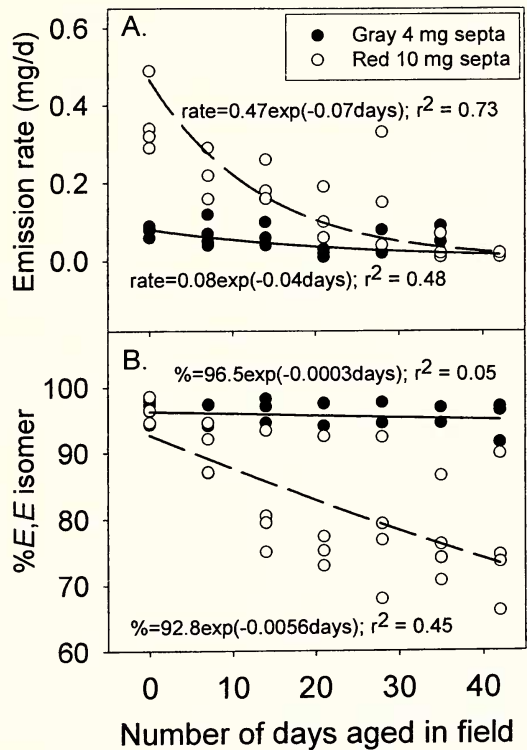 A.
Gray 4 mg septa
Red 10 mg septa
rate=0.47exp(-0.07days); r² = 0.73
rate=0.08exp(-0.04days); r² = 0.48
Emission rate (mg/d)
0.6
0.4
0.2
0.0
B.
%=96.5exp(-0.0003days); r² = 0.05
%=92.8exp(-0.0056days); r² = 0.45
%E,E isomer
100
90
80
70
60
0 10 20 30 40
Number of days aged in field